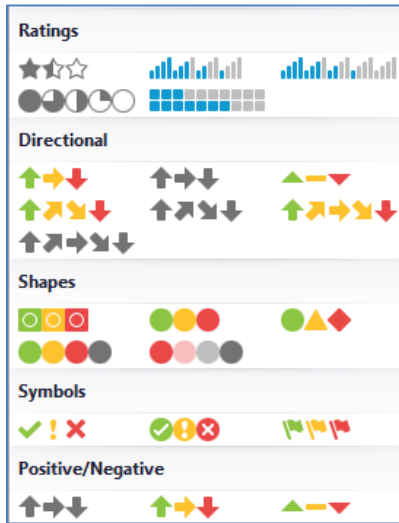 Ratings
Directional
Shapes
Symbols
Positive/Negative